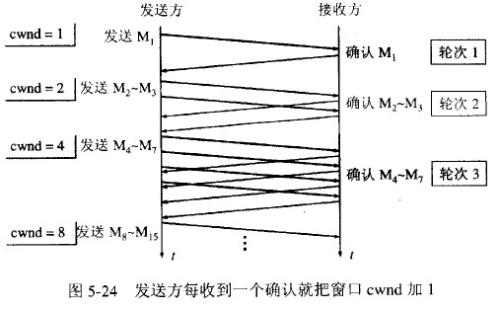 发送方 接收方
cwnd = 1 发送 M1 确认 M1 轮次 1
cwnd = 2 发送 M2~M3 确认 M2~M3 轮次 2
cwnd = 4 发送 M4~M7 确认 M4~M7 轮次 3
cwnd = 8 发送 M8~M15
t t
图 5-24 发送方每收到一个确认就把窗口 cwnd 加 1